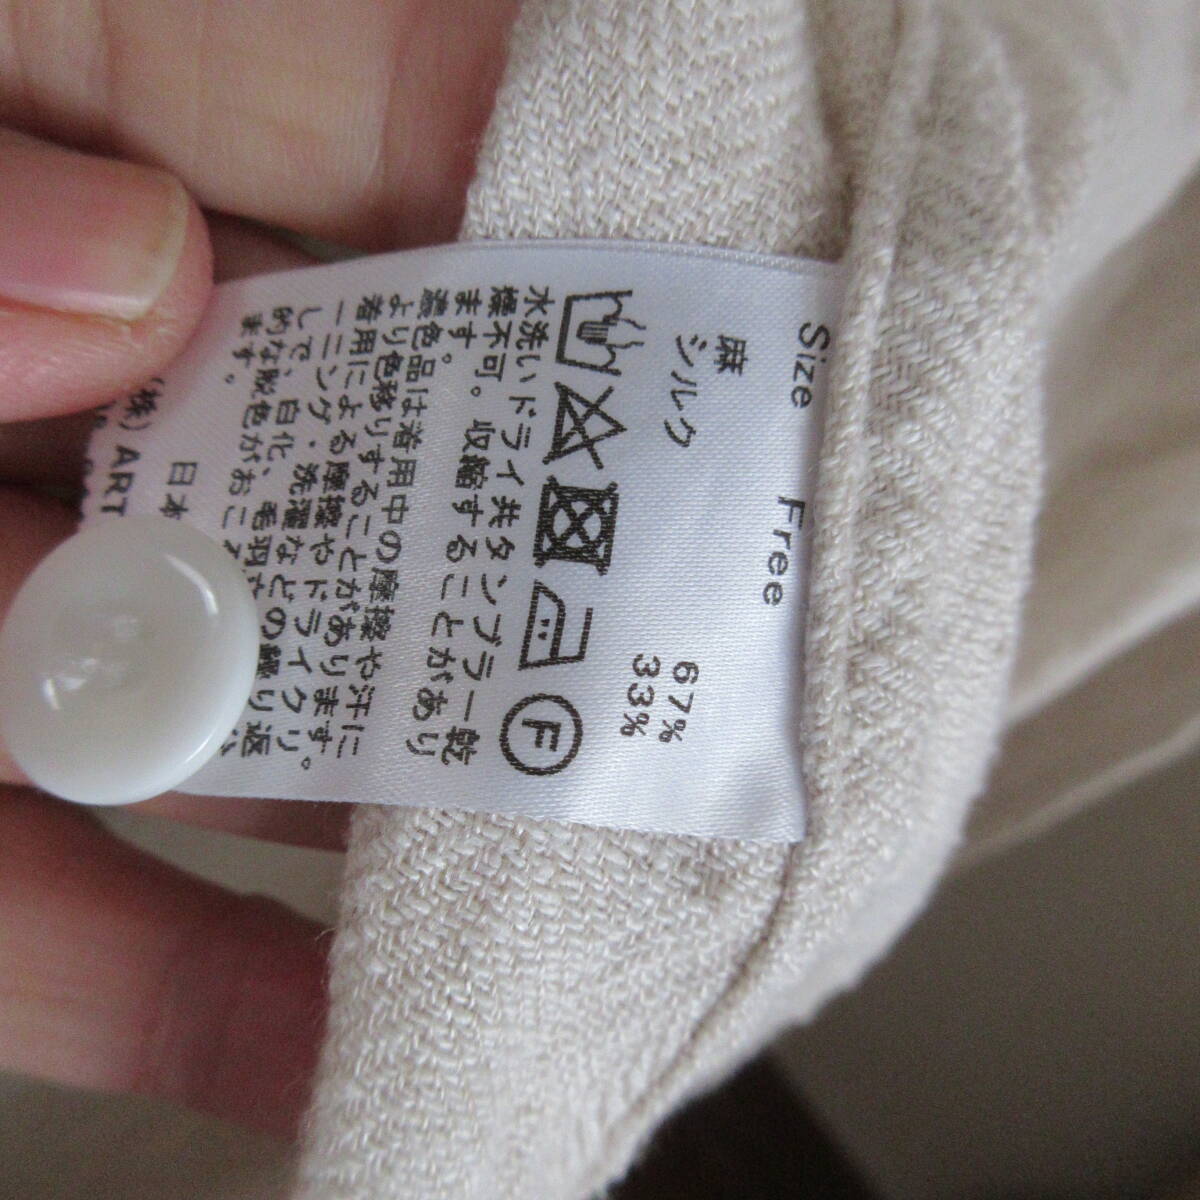 Size Free
麻 67%
シルク 33%
F
水洗い、ドライ共タンブラー乾
燥不可。収縮することがあり
ます。
濃色品は着用中の摩擦や汗に
より色移りすることがあります。
着用による摩擦やドライクリ
ーニング、洗濯などの繰り返
しで、白化、毛羽
的な脱色がおこ
ます。
日本
(株) ART